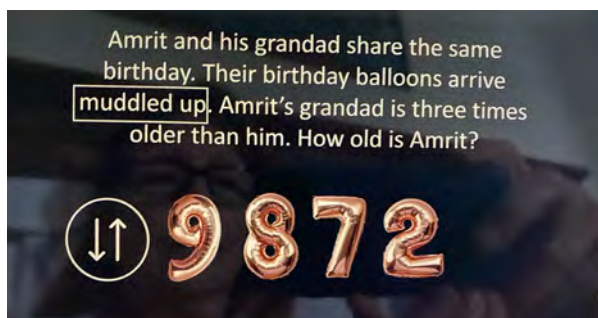 Amrit and his grandad share the same
birthday. Their birthday balloons arrive
muddled up. Amrit's grandad is three times
older than him. How old is Amrit?
9872